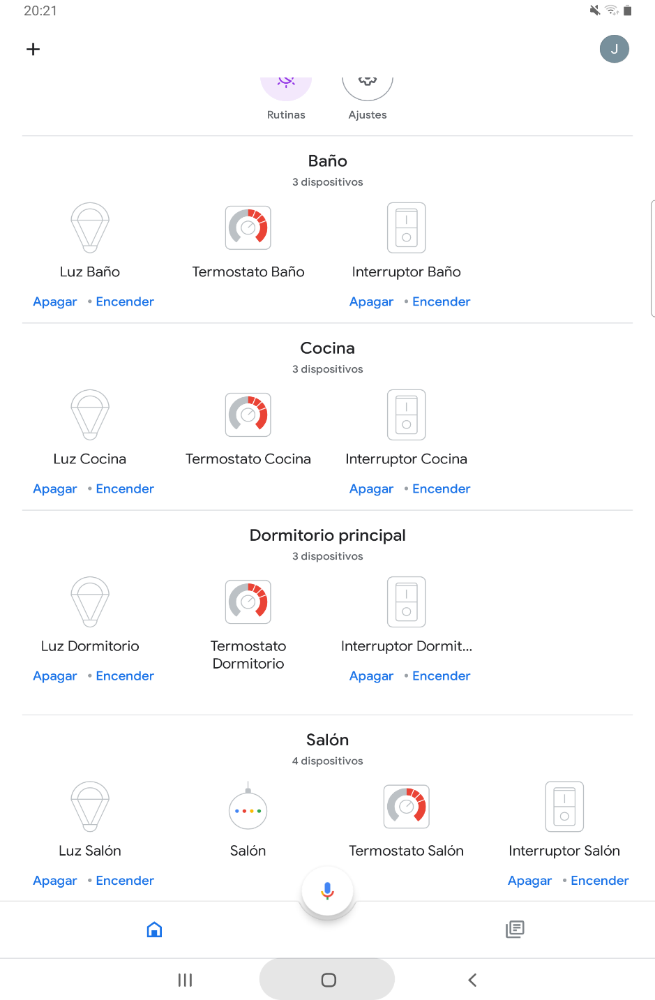 20:21
J
Rutinas Ajustes
Baño
3 dispositivos
Luz Baño Termostato Baño Interruptor Baño
Apagar • Encender Apagar • Encender
Cocina
3 dispositivos
Luz Cocina Termostato Cocina Interruptor Cocina
Apagar • Encender Apagar • Encender
Dormitorio principal
3 dispositivos
Luz Dormitorio Termostato Interruptor Dormit...
Dormitorio
Apagar • Encender Apagar • Encender
Salón
4 dispositivos
Luz Salón Salón Termostato Salón Interruptor Salón
Apagar • Encender Apagar • Encender